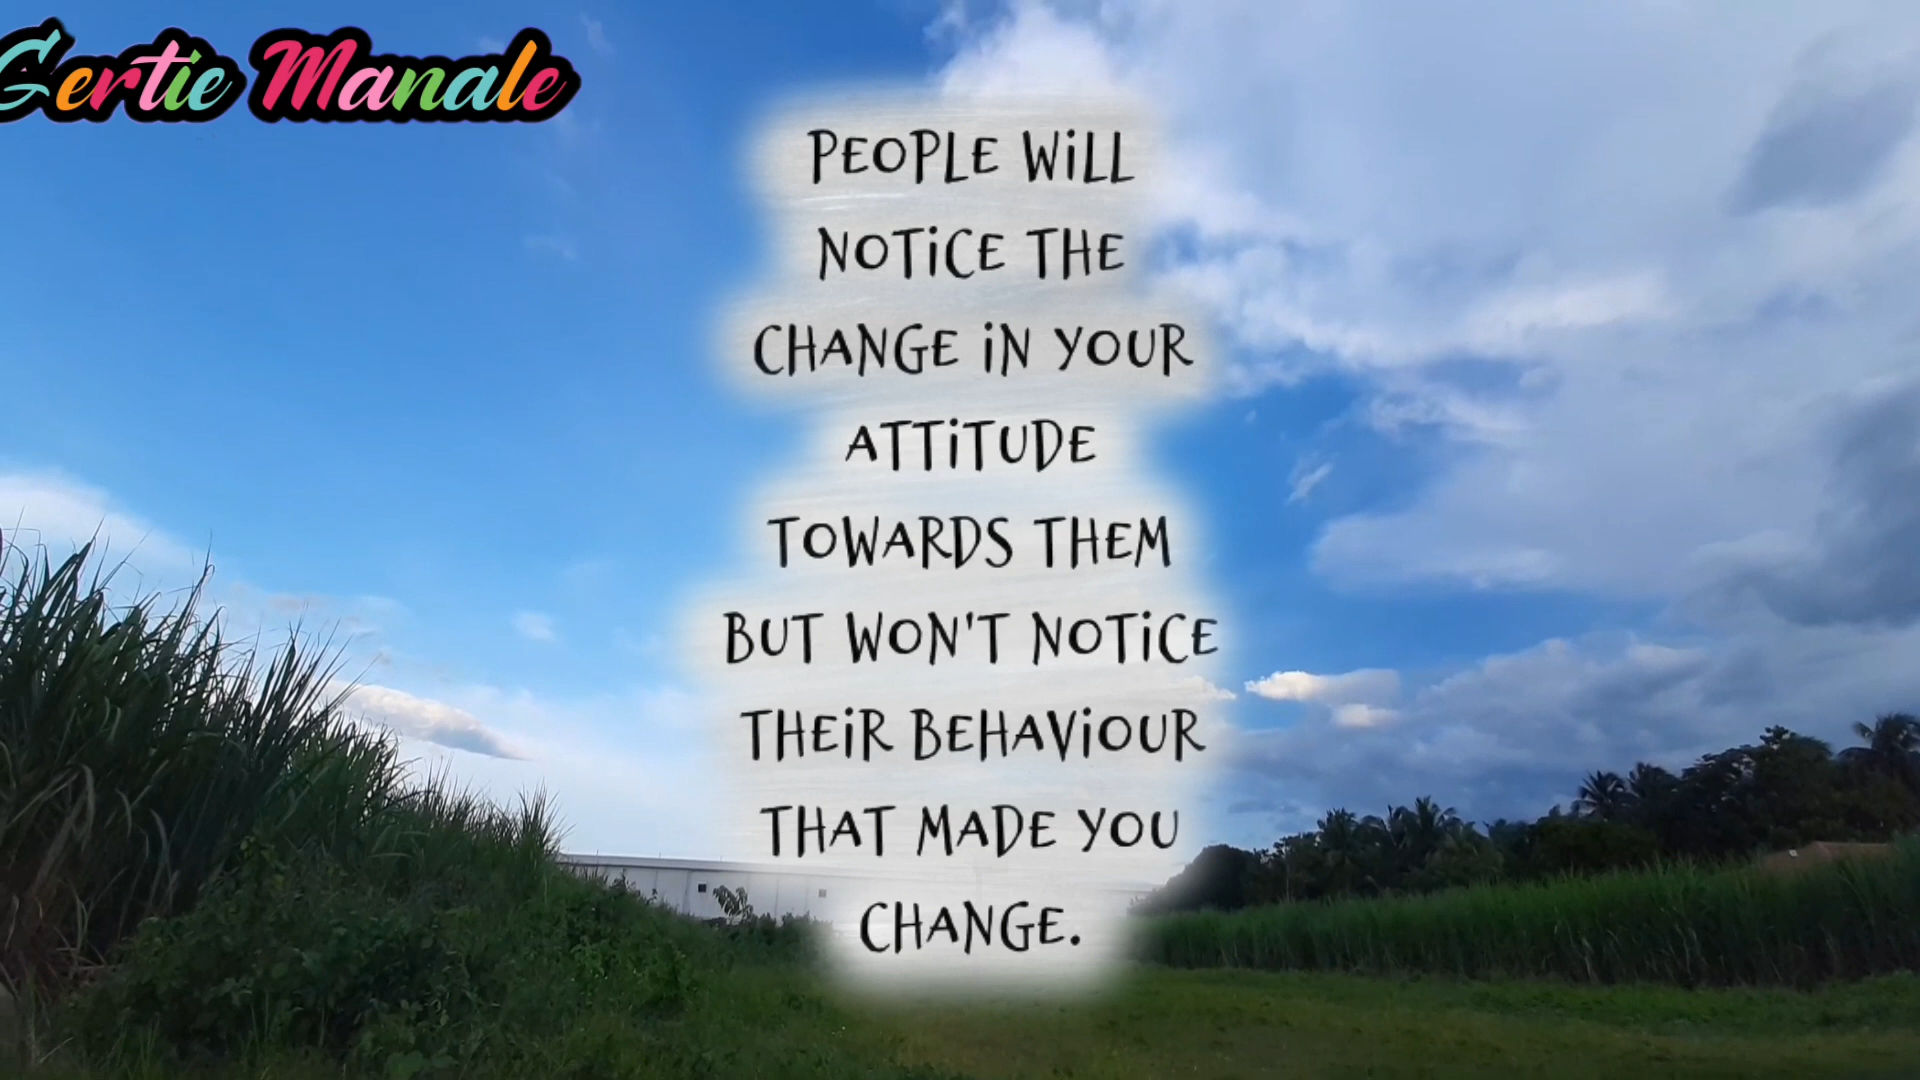 Gertie Manale
PEOPLE WiLL
NOTiCE THE
CHANGE iN YOUR
ATTiTUDE
TOWARDS THEM
BUT WON'T NOTiCE
THEiR BEHAViOUR
THAT MADE YOU
CHANGE.